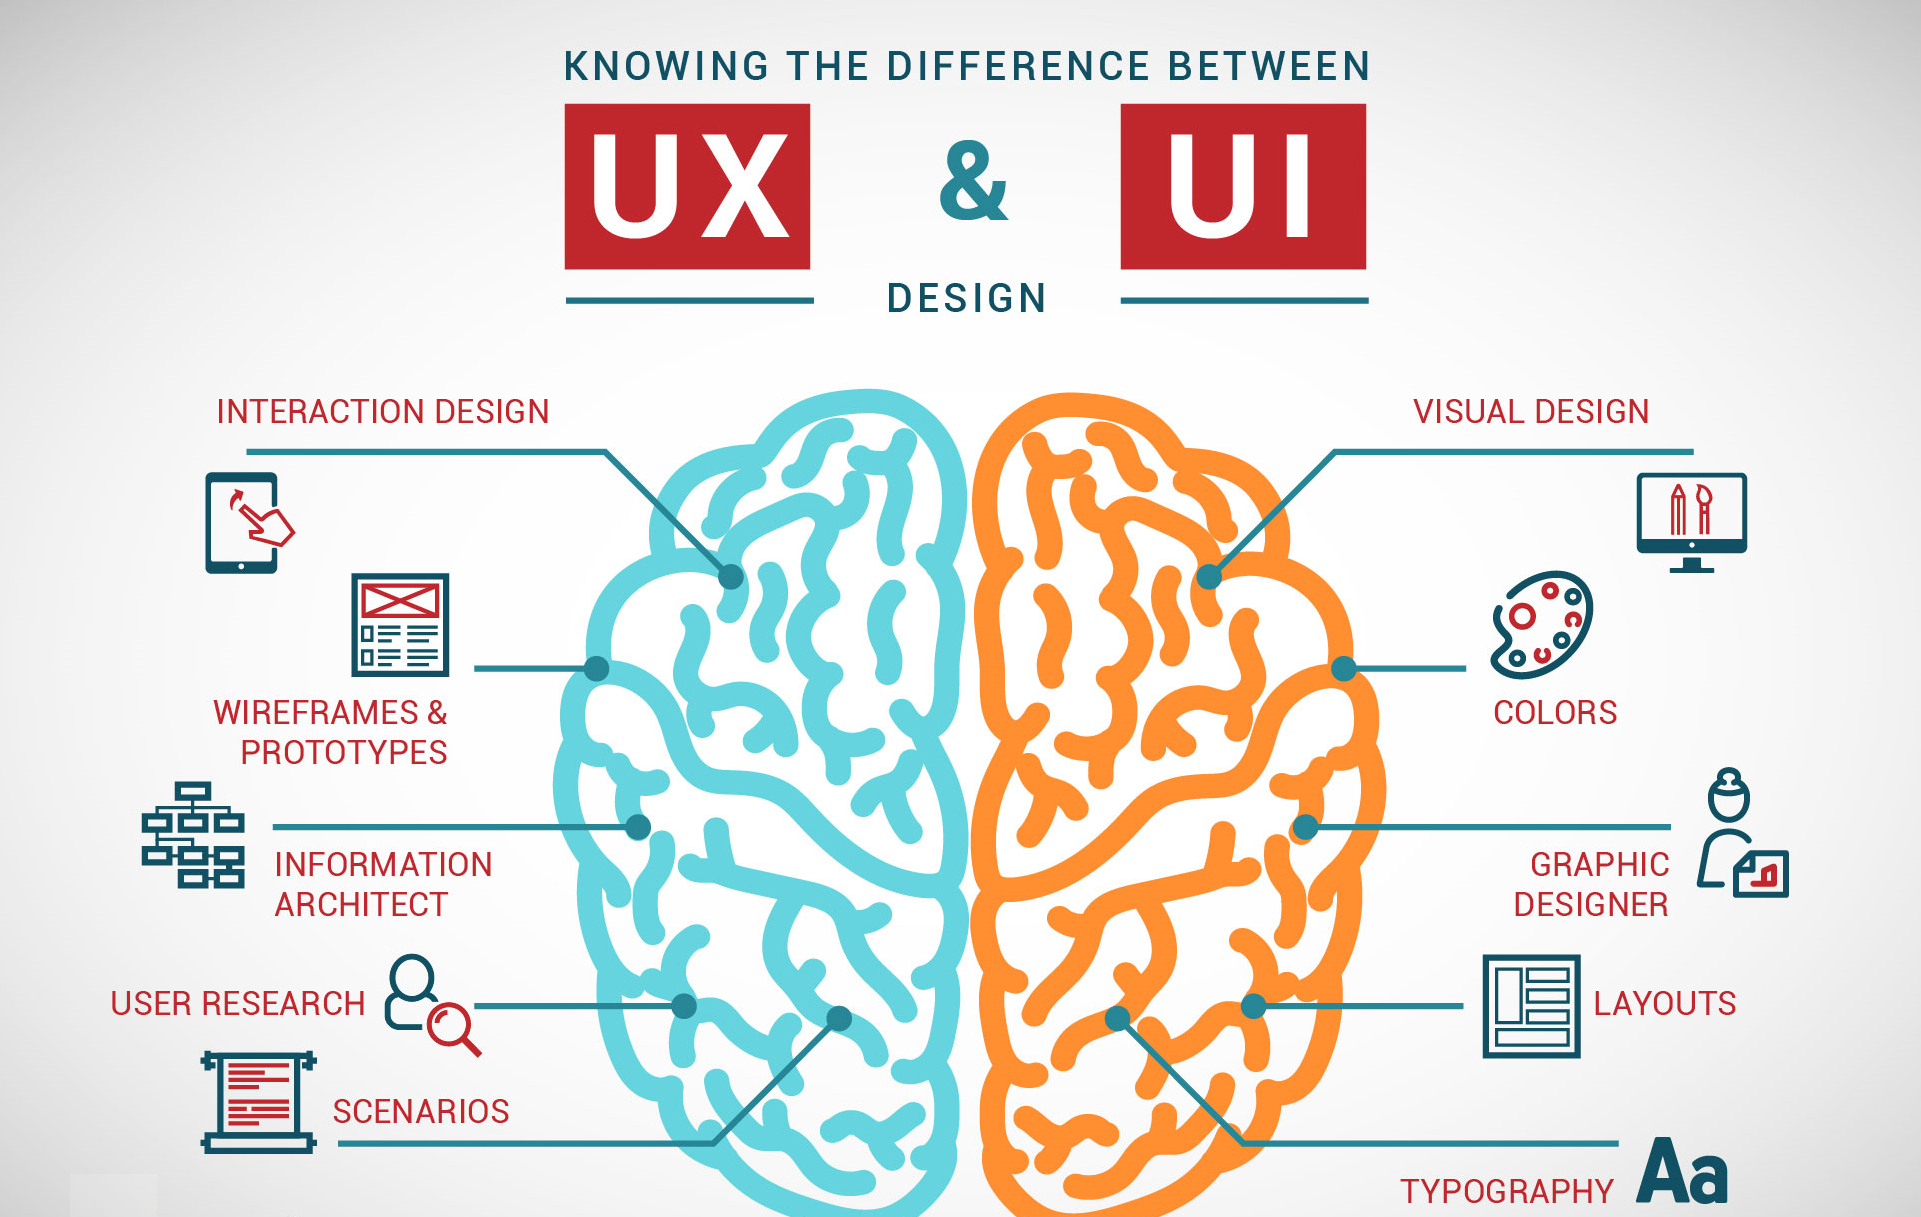 KNOWING THE DIFFERENCE BETWEEN
UX & UI
DESIGN
INTERACTION DESIGN
WIREFRAMES &
PROTOTYPES
INFORMATION
ARCHITECT
USER RESEARCH
SCENARIOS
VISUAL DESIGN
COLORS
GRAPHIC
DESIGNER
LAYOUTS
TYPOGRAPHY
Aa